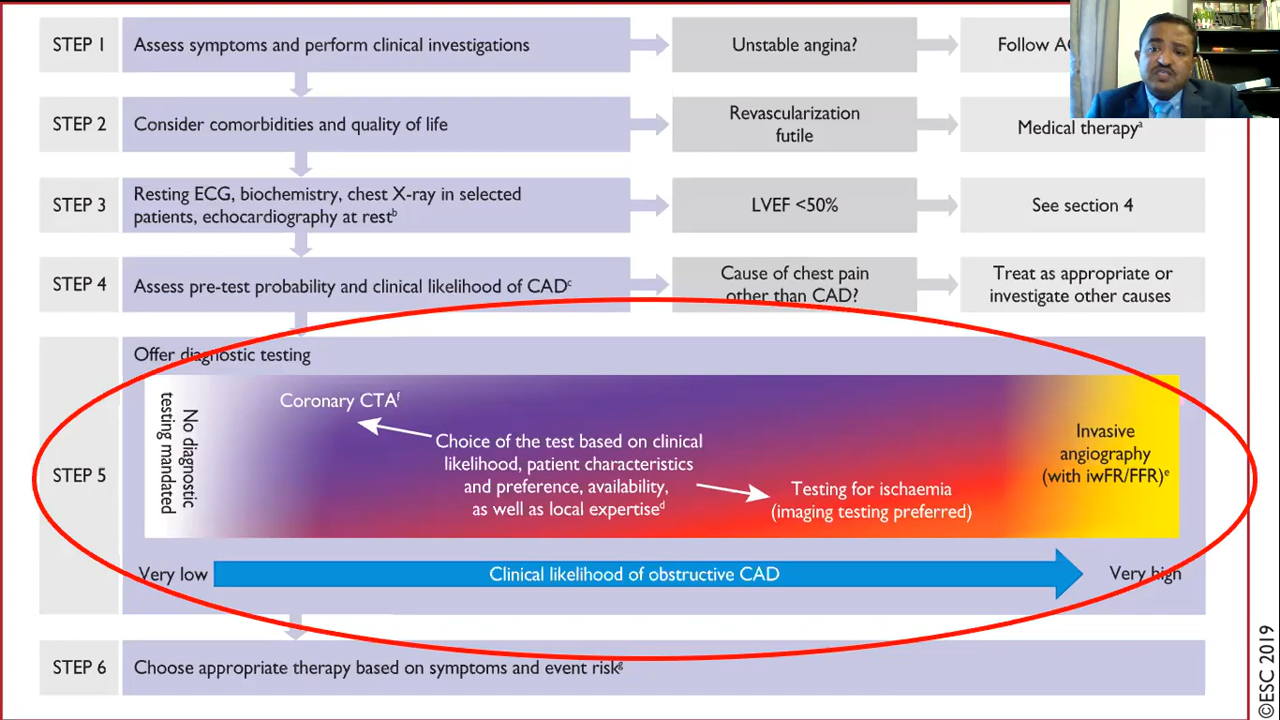 STEP 1
Assess symptoms and perform clinical investigations
Unstable angina?
Follow
STEP 2
Consider comorbidities and quality of life
Revascularization
futile
Medical therapyᵃ
STEP 3
Resting ECG, biochemistry, chest X-ray in selected
patients, echocardiography at restᵇ
LVEF <50%
See section 4
STEP 4
Assess pre-test probability and clinical likelihood of CADᶜ
Cause of chest pain
other than CAD?
Treat as appropriate or
investigate other causes
STEP 5
Offer diagnostic testing
No diagnostic
testing mandated
Coronary CTAᶠ
Choice of the test based on clinical
likelihood, patient characteristics
and preference, availability,
as well as local expertiseᵈ
Testing for ischaemia
(imaging testing preferred)
Invasive
angiography
(with iwFR/FFR)ᵉ
Very low
Clinical likelihood of obstructive CAD
Very high
STEP 6
Choose appropriate therapy based on symptoms and event riskᵍ
©ESC 2019